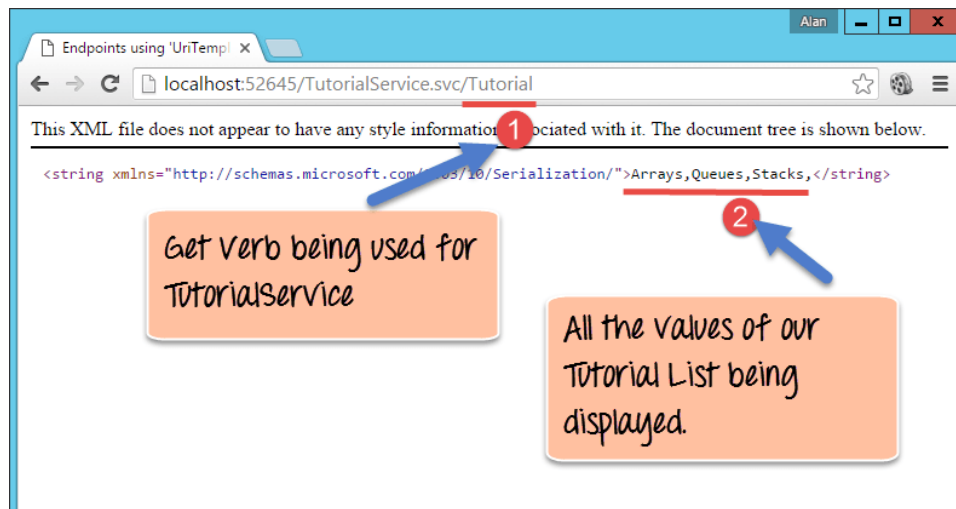 Alan
Endpoints using 'UriTempl
localhost:52645/TutorialService.svc/Tutorial
This XML file does not appear to have any style information ociated with it. The document tree is shown below.
1
<string xmlns="http://schemas.microsoft.com/ /10/Serialization/">Arrays,Queues,Stacks,</string>
2
Get Verb being used for
TutorialService
All the values of our
Tutorial List being
displayed.